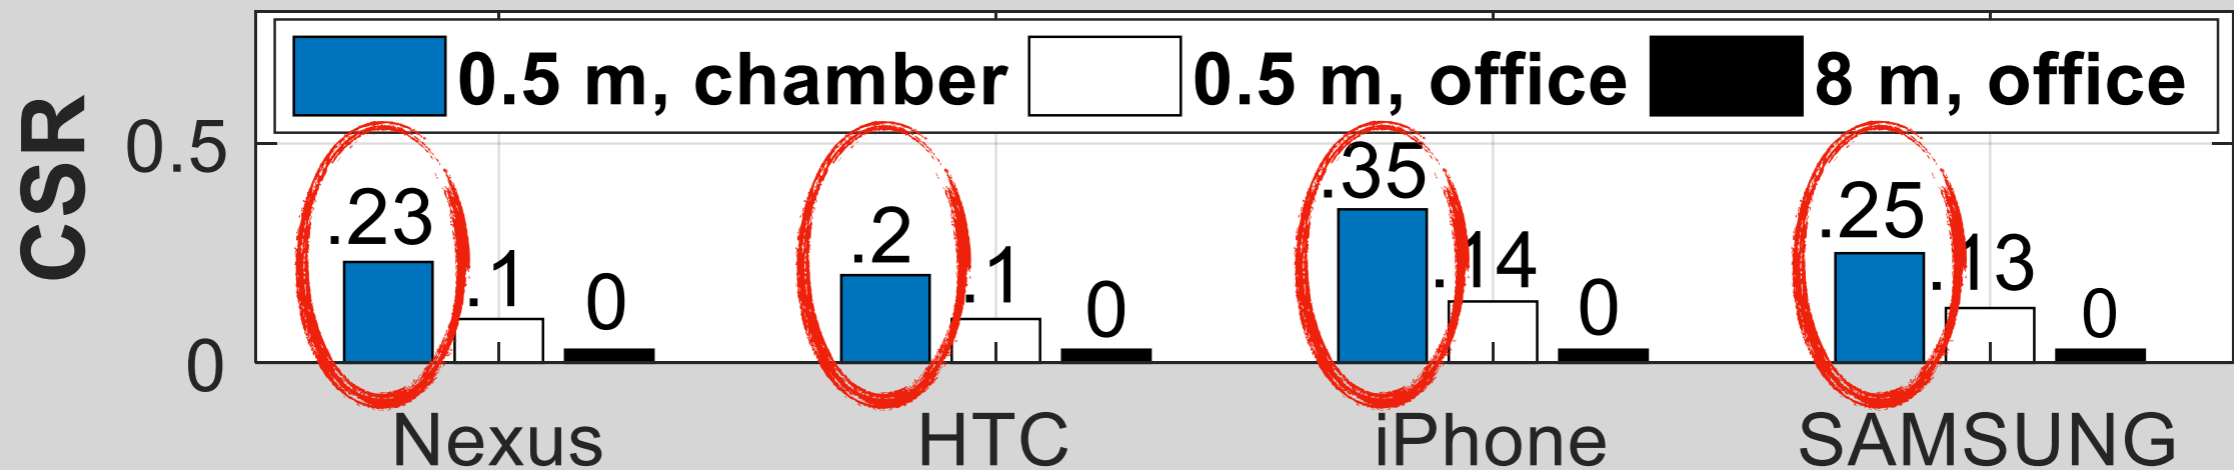 0.5 m, chamber 0.5 m, office 8 m, office
CSR
0.5
0
.23 .1 0
.2 .1 0
.35 .14 0
.25 .13 0
Nexus HTC iPhone SAMSUNG